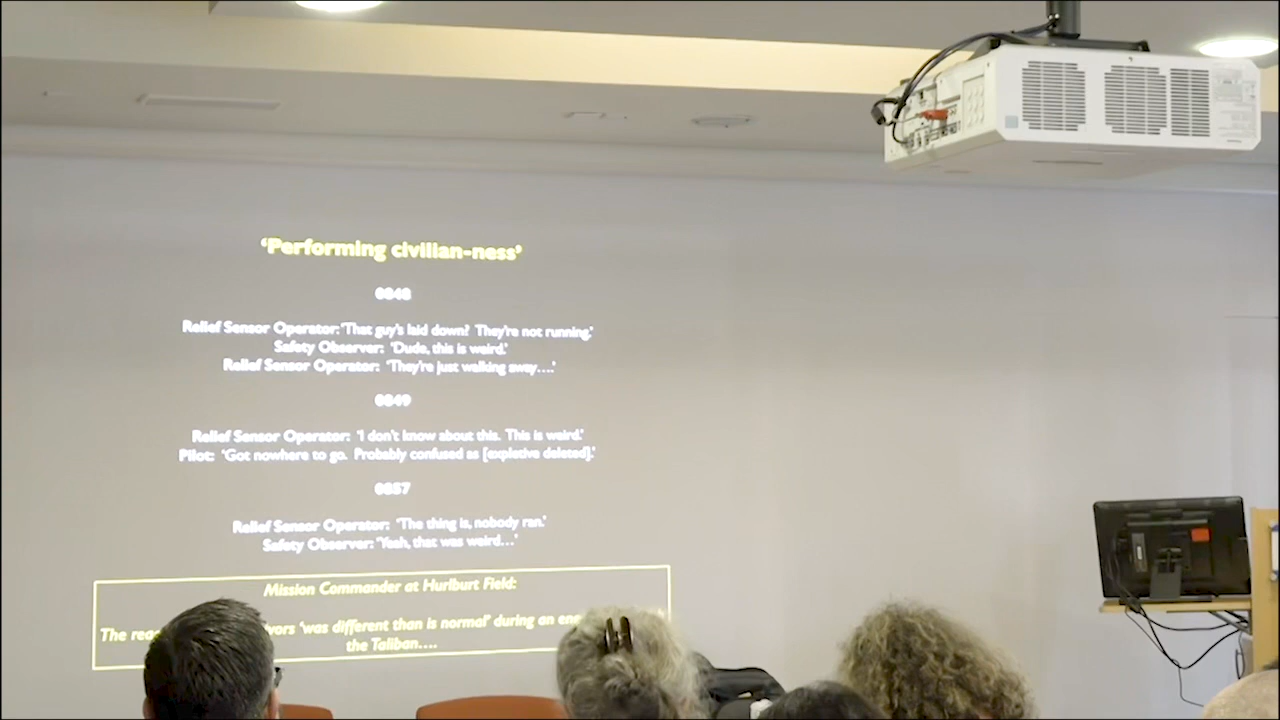 ‘Performing civilian-ness’
0848
Relief Sensor Operator: ‘That guy’s laid down? They’re not running.’
Safety Observer: ‘Dude, this is weird.’
Relief Sensor Operator: ‘They’re just walking away….’
0849
Relief Sensor Operator: ‘I don’t know about this. This is weird.’
Pilot: ‘Got nowhere to go. Probably confused as [expletive deleted].’
0857
Relief Sensor Operator: ‘The thing is, nobody ran.’
Safety Observer: ‘Yeah, that was weird…’
Mission Commander at Hurlburt Field:
The ‘was different than is normal’ during an
the Taliban….